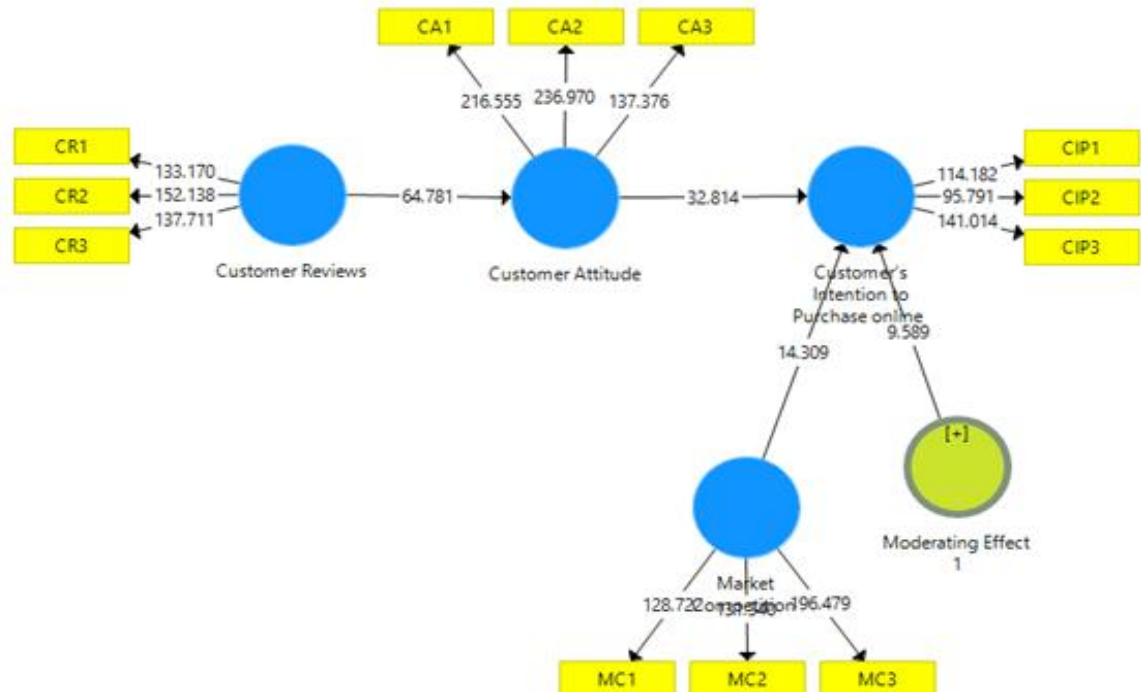 CA1 CA2 CA3
216.555 236.970 137.376
CR1
CR2
CR3
133.170
152.138
137.711
64.781
32.814
CIP1
CIP2
CIP3
114.182
95.791
141.014
Customer Reviews
Customer Attitude
Customer's
Intention to
Purchase online
14.309
9.589
[+]
Moderating Effect
1
Market
Competition
128.722
196.479
MC1 MC2 MC3